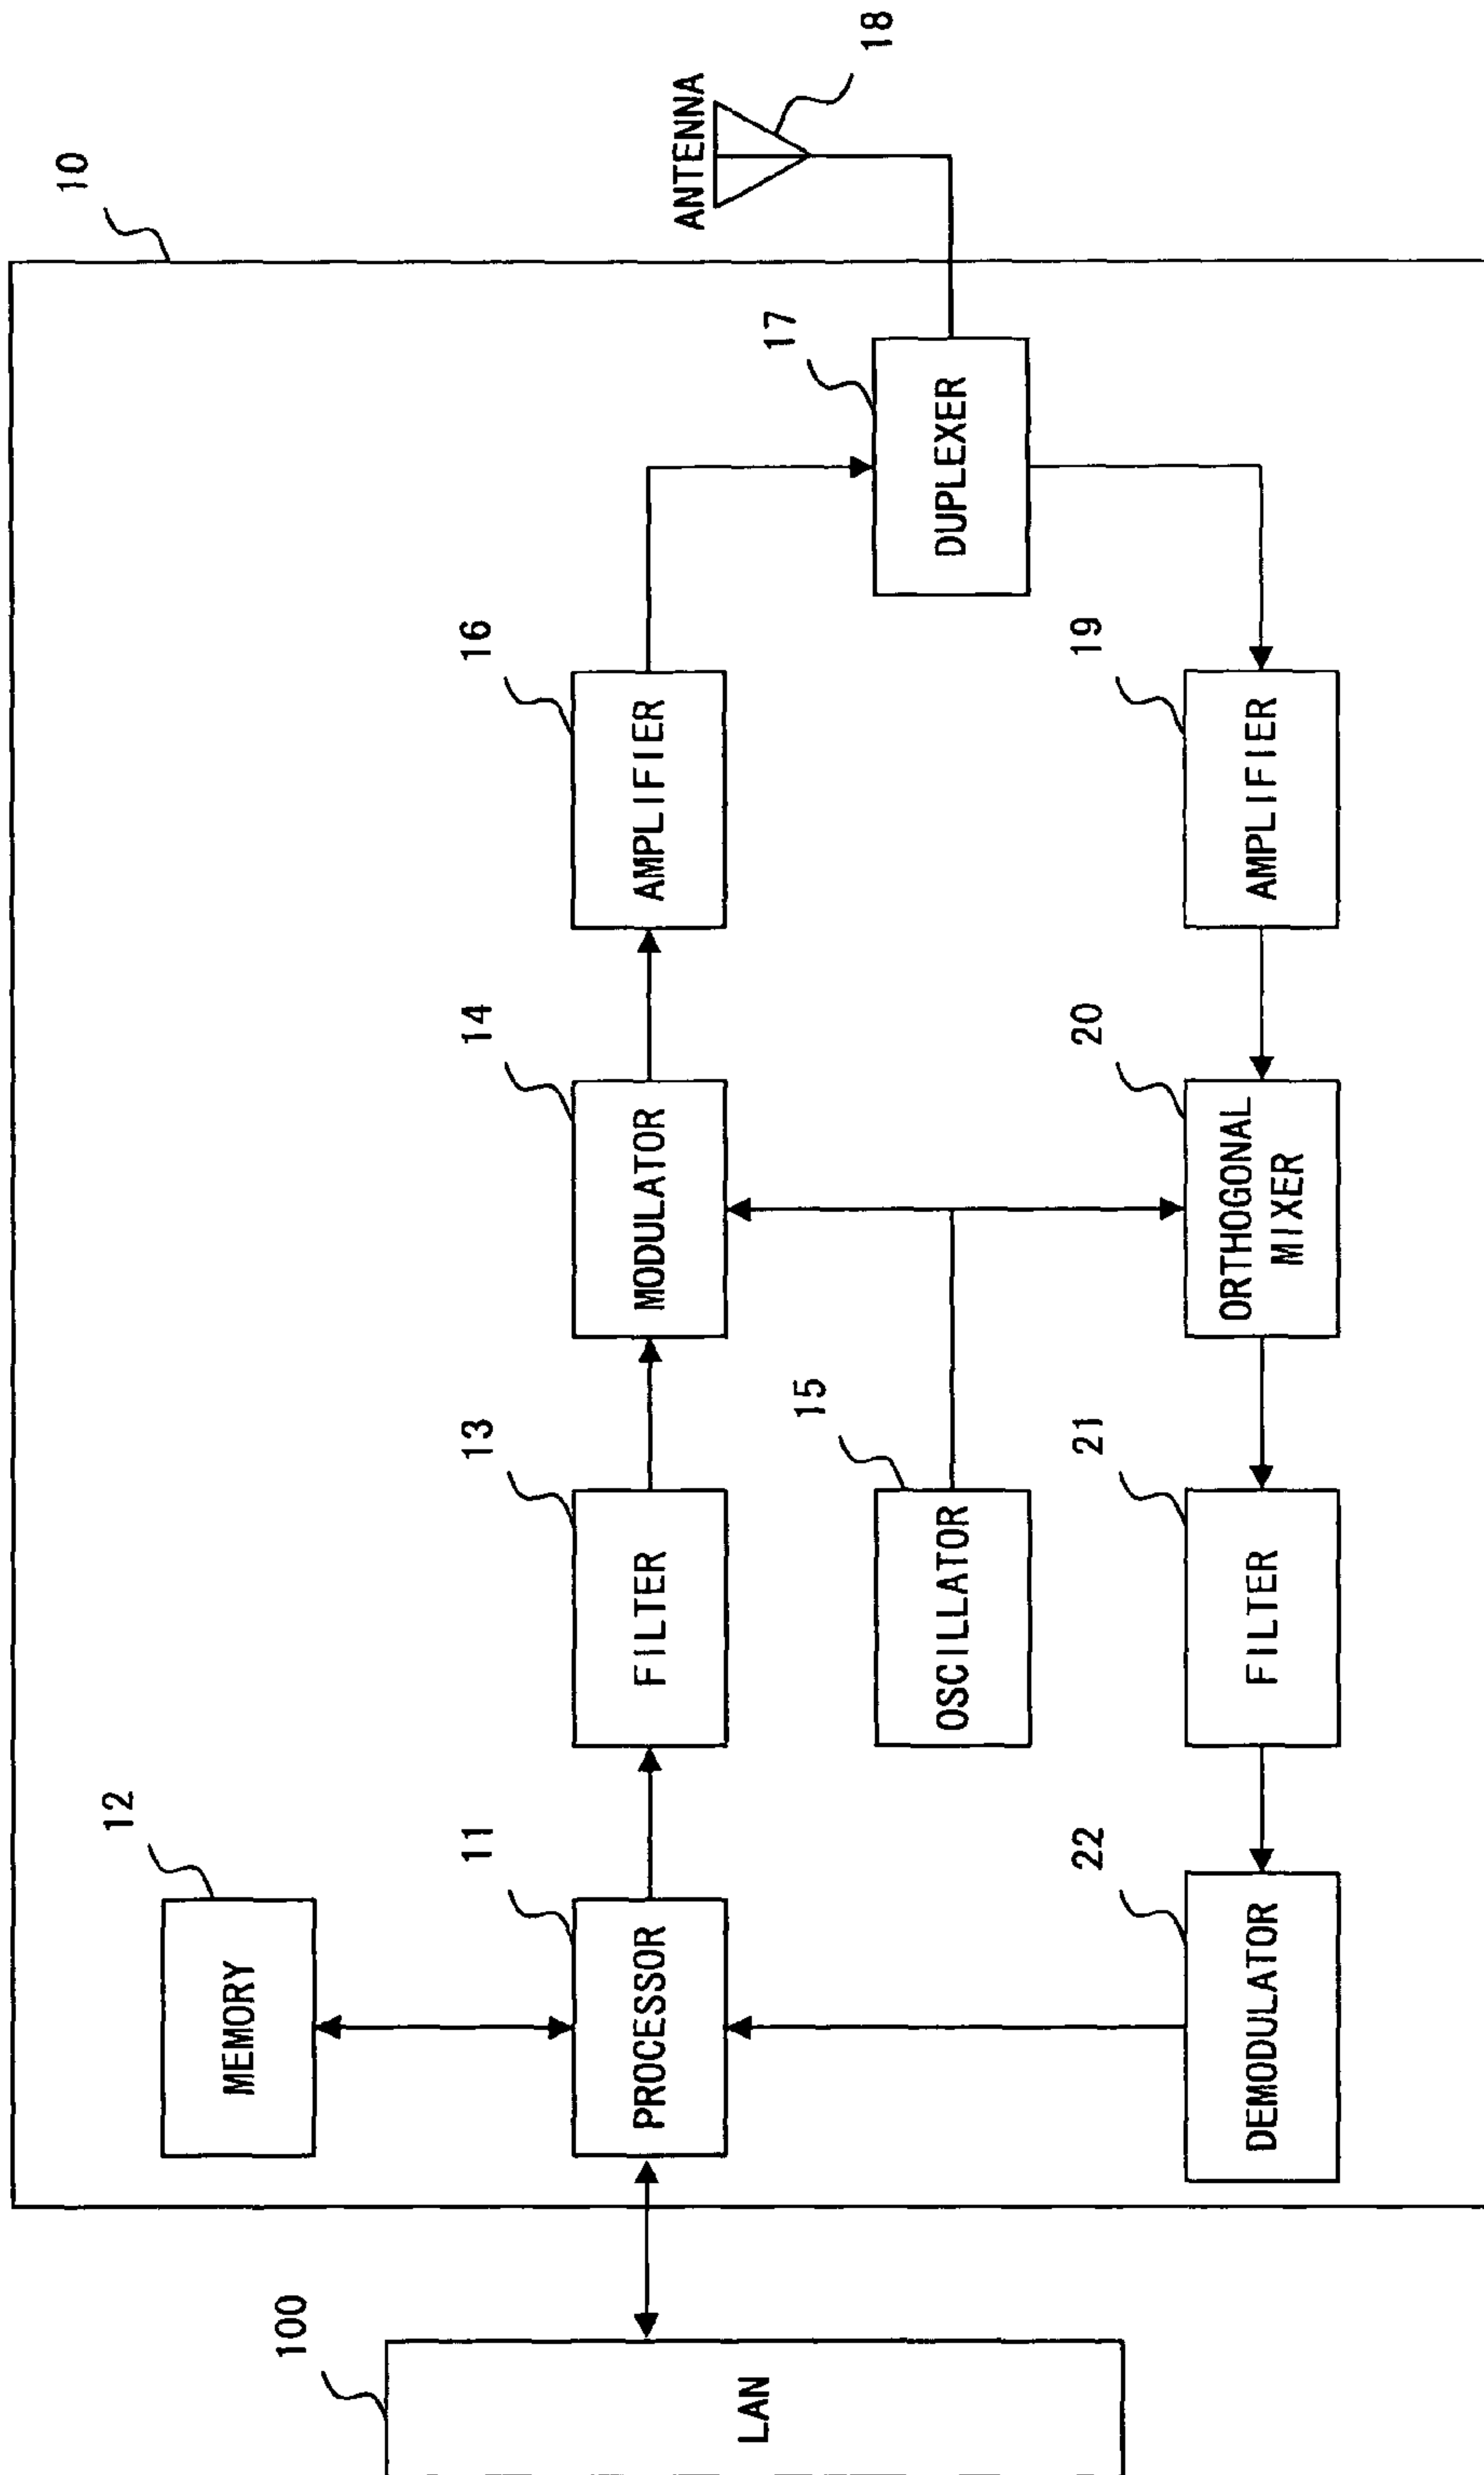 10
12
MEMORY
100
LAN
11
PROCESSOR
13
FILTER
14
MODULATOR
16
AMPLIFIER
ANTENNA
18
15
OSCILLATOR
17
DUPLEXER
22
DEMODULATOR
21
FILTER
20
ORTHOGONAL
MIXER
19
AMPLIFIER